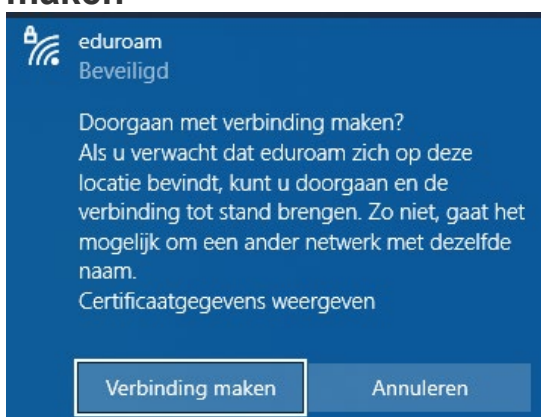 maken
eduroam
Beveiligd
Doorgaan met verbinding maken?
Als u verwacht dat eduroam zich op deze
locatie bevindt, kunt u doorgaan en de
verbinding tot stand brengen. Zo niet, gaat het
mogelijk om een ander netwerk met dezelfde
naam.
Certificaatgegevens weergeven
Verbinding maken
Annuleren